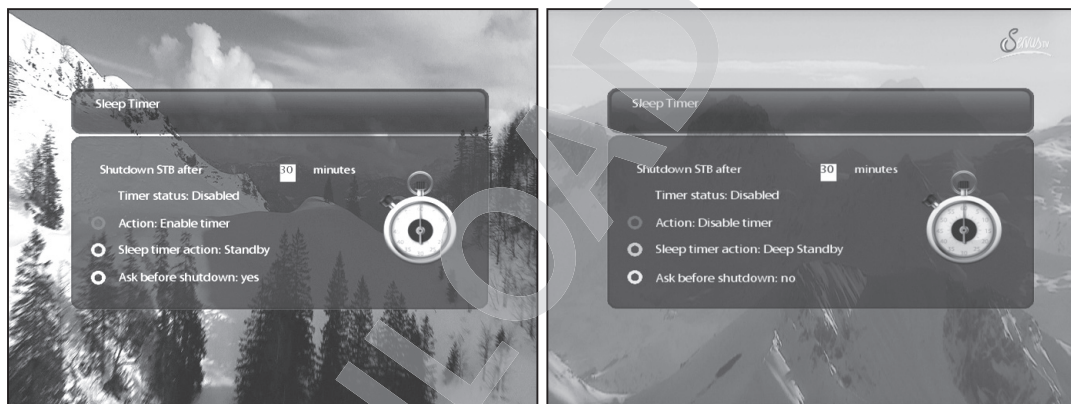 Sleep Timer
Shutdown STB after 30 minutes
Timer status: Disabled
Action: Enable timer
Sleep timer action: Standby
Ask before shutdown: yes
Servus TV
Sleep Timer
Shutdown STB after 30 minutes
Timer status: Disabled
Action: Disable timer
Sleep timer action: Deep Standby
Ask before shutdown: no